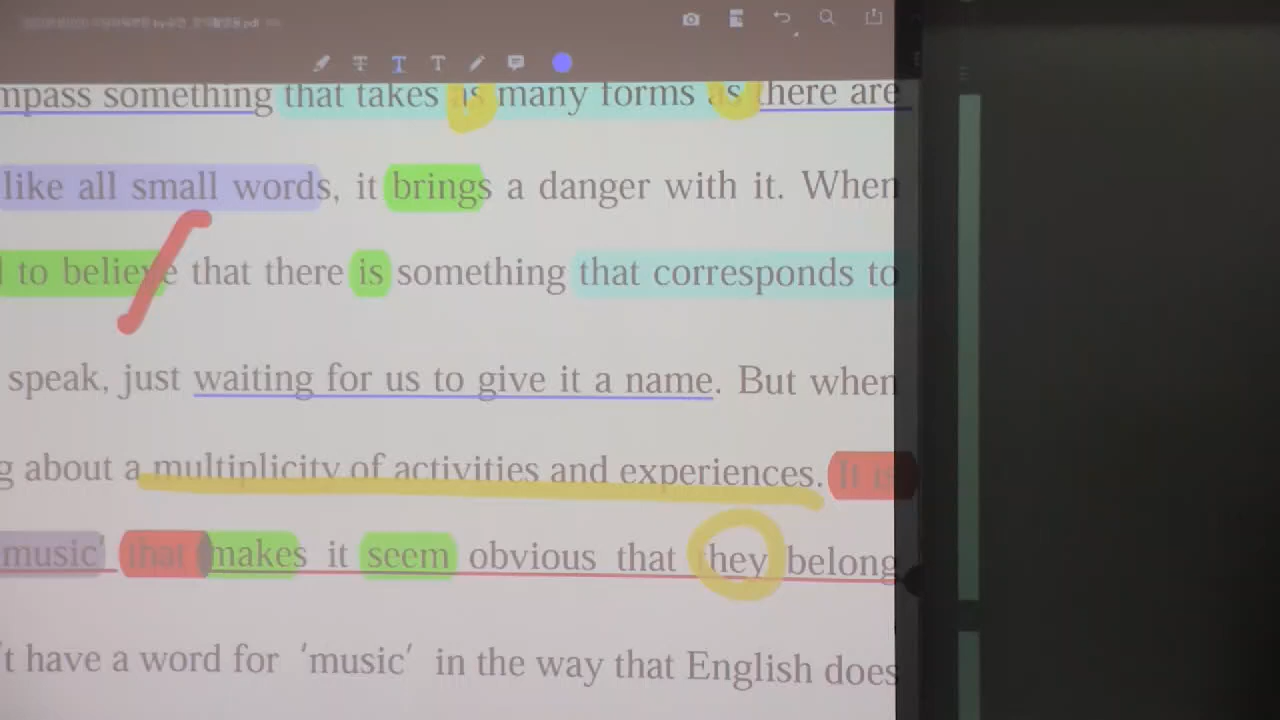 mpass something that takes as many forms as there are
like all small words, it brings a danger with it. When
to believe that there is something that corresponds to
speak, just waiting for us to give it a name. But when
g about a multiplicity of activities and experiences. It is
music' that makes it seem obvious that they belong
't have a word for 'music' in the way that English does